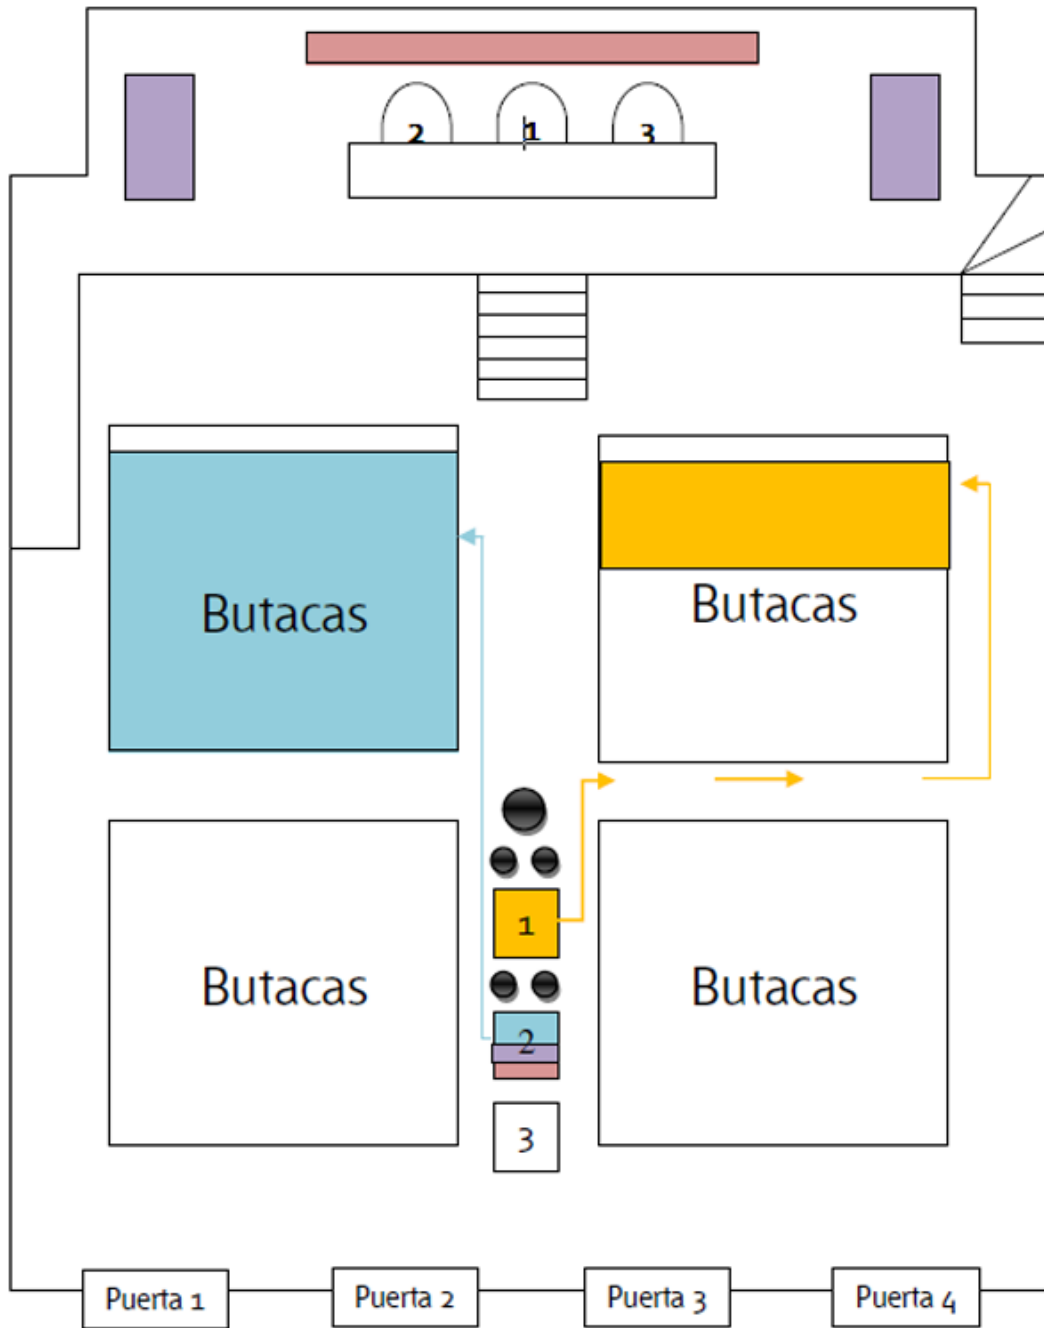 2 1 3
Butacas
Butacas
1
Butacas
Butacas
2
3
Puerta 1
Puerta 2
Puerta 3
Puerta 4